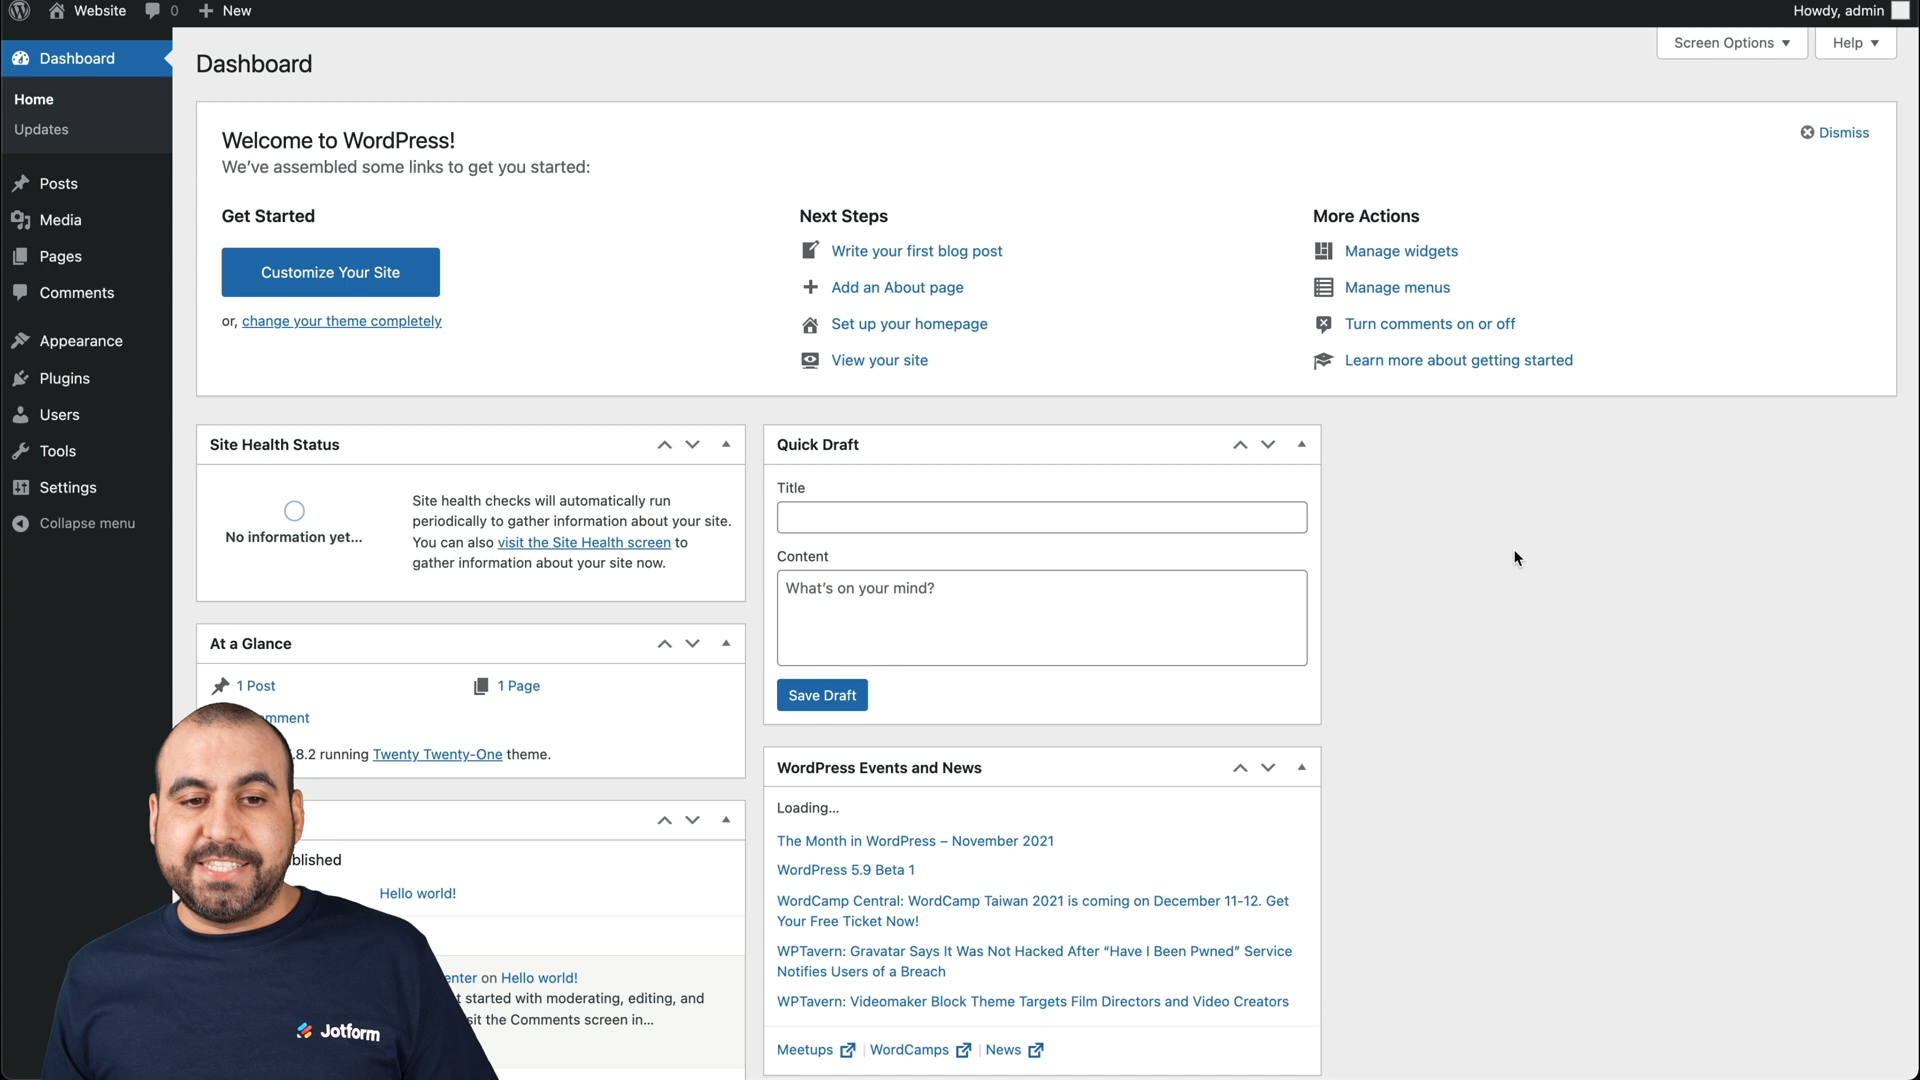 Website
0
New
Howdy, admin
Dashboard
Home
Updates
Posts
Media
Pages
Comments
Appearance
Plugins
Users
Tools
Settings
Collapse menu
Dashboard
Screen Options
Help
Welcome to WordPress!
We've assembled some links to get you started:
Dismiss
Get Started
Customize Your Site
or, change your theme completely
Next Steps
Write your first blog post
Add an About page
Set up your homepage
View your site
More Actions
Manage widgets
Manage menus
Turn comments on or off
Learn more about getting started
Site Health Status
No information yet...
Site health checks will automatically run
periodically to gather information about your site.
You can also visit the Site Health screen to
gather information about your site now.
At a Glance
1 Post
1 Page
mment
.8.2 running Twenty Twenty-One theme.
blished
Hello world!
enter on Hello world!
t started with moderating, editing, and
sit the Comments screen in...
Jotform
Quick Draft
Title
Content
What's on your mind?
Save Draft
WordPress Events and News
Loading...
The Month in WordPress – November 2021
WordPress 5.9 Beta 1
WordCamp Central: WordCamp Taiwan 2021 is coming on December 11-12. Get
Your Free Ticket Now!
WPTavern: Gravatar Says It Was Not Hacked After “Have I Been Pwned” Service
Notifies Users of a Breach
WPTavern: Videomaker Block Theme Targets Film Directors and Video Creators
Meetups | WordCamps | News